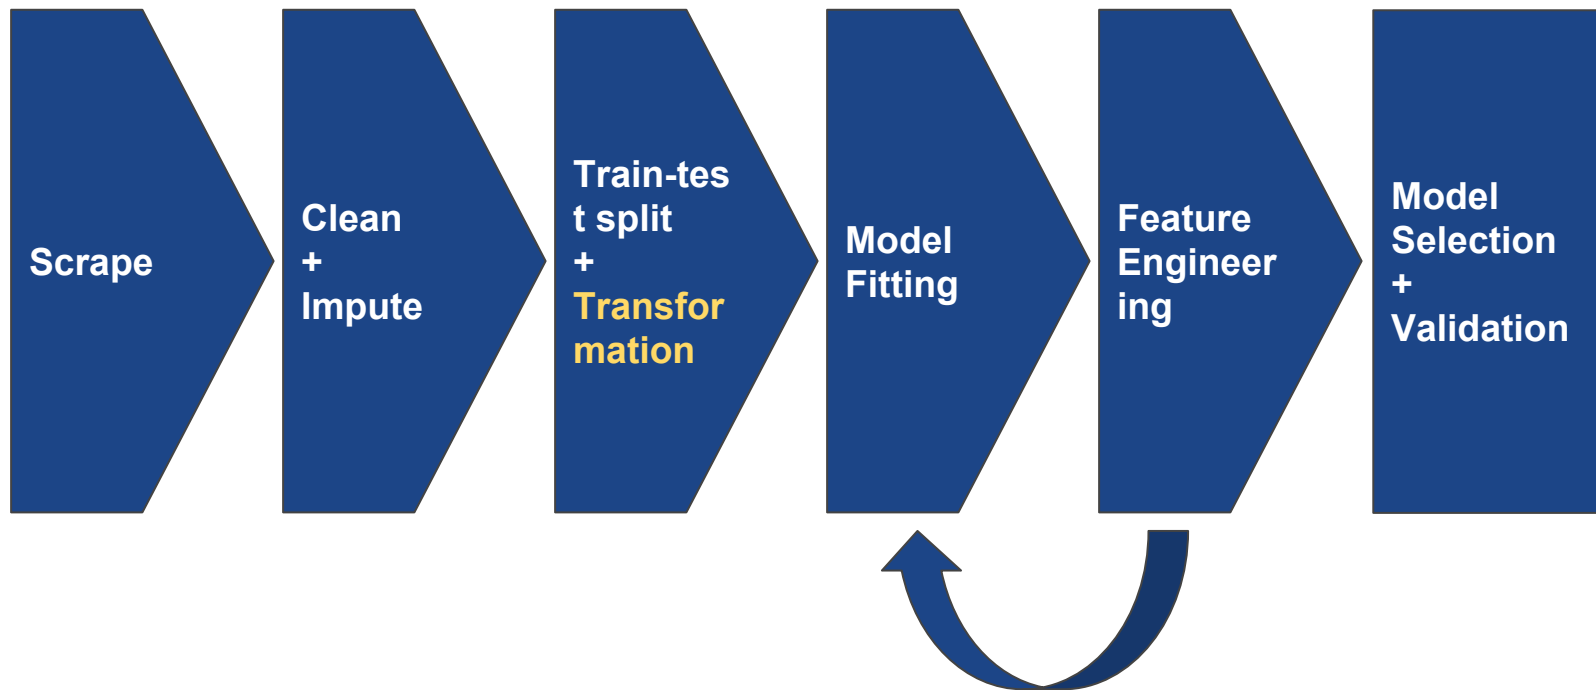 Scrape
Clean
+
Impute
Train-tes
t split
+
Transfor
mation
Model
Fitting
Feature
Engineer
ing
Model
Selection
+
Validation